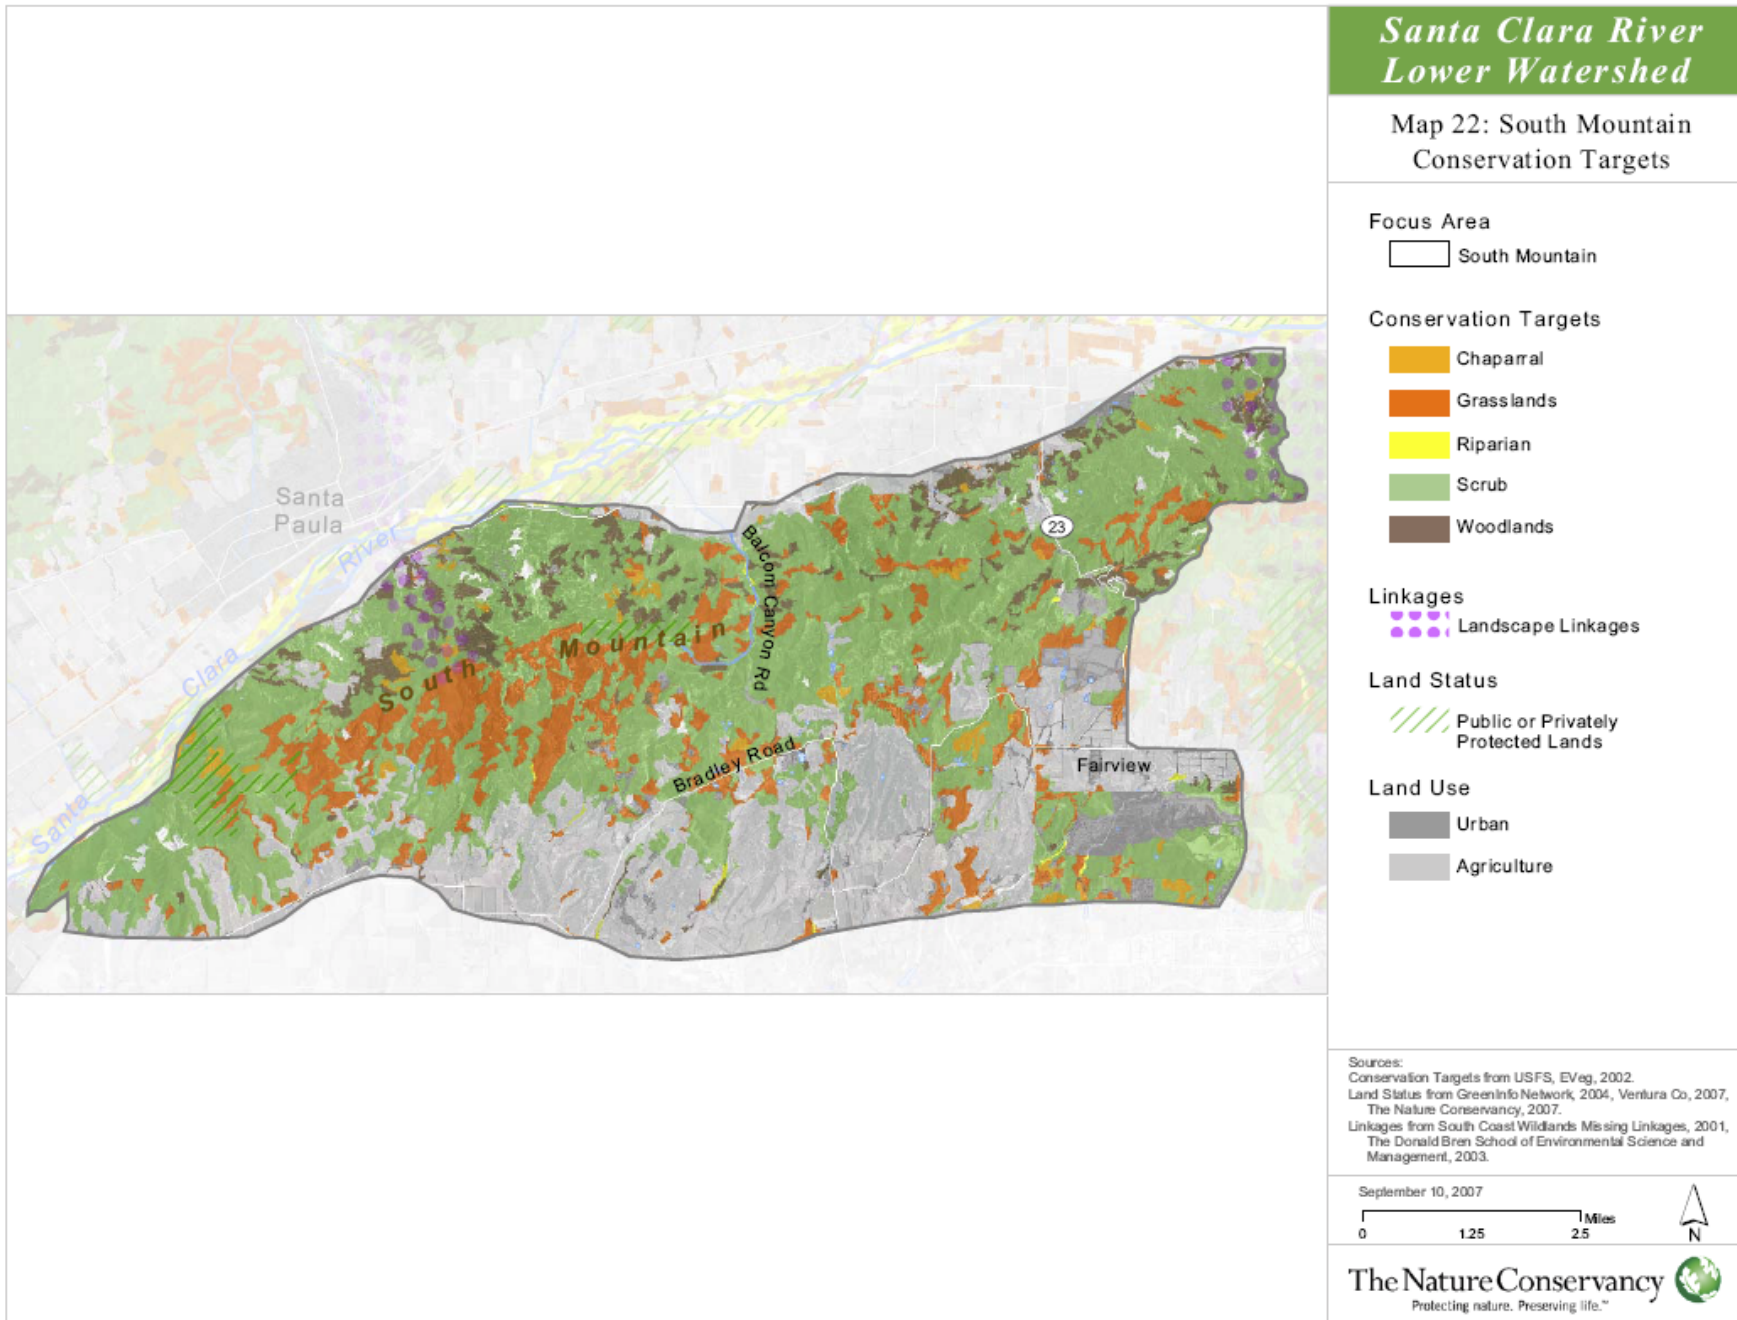 Santa Clara River
Lower Watershed
Map 22: South Mountain
Conservation Targets
Focus Area
South Mountain
Conservation Targets
Chaparral
Grasslands
Riparian
Scrub
Woodlands
Linkages
Landscape Linkages
Land Status
Public or Privately
Protected Lands
Land Use
Urban
Agriculture
Santa
Paula
Santa Clara River
South Mountain
Balcom Canyon Rd
23
Bradley Road
Fairview
Sources:
Conservation Targets from USFS, EVeg, 2002.
Land Status from GreenInfo Network, 2004, Ventura Co, 2007,
The Nature Conservancy, 2007.
Linkages from South Coast Wildlands Missing Linkages, 2001,
The Donald Bren School of Environmental Science and
Management, 2003.
September 10, 2007
Miles
0 1.25 2.5
N
The Nature Conservancy
Protecting nature. Preserving life.™